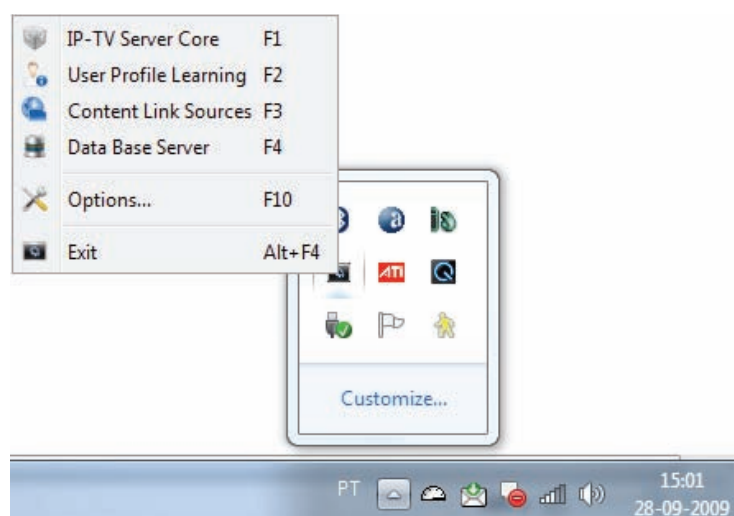 IP-TV Server Core F1
User Profile Learning F2
Content Link Sources F3
Data Base Server F4
Options... F10
Exit Alt+F4
a
is
ATI
Customize...
PT
15:01
28-09-2009